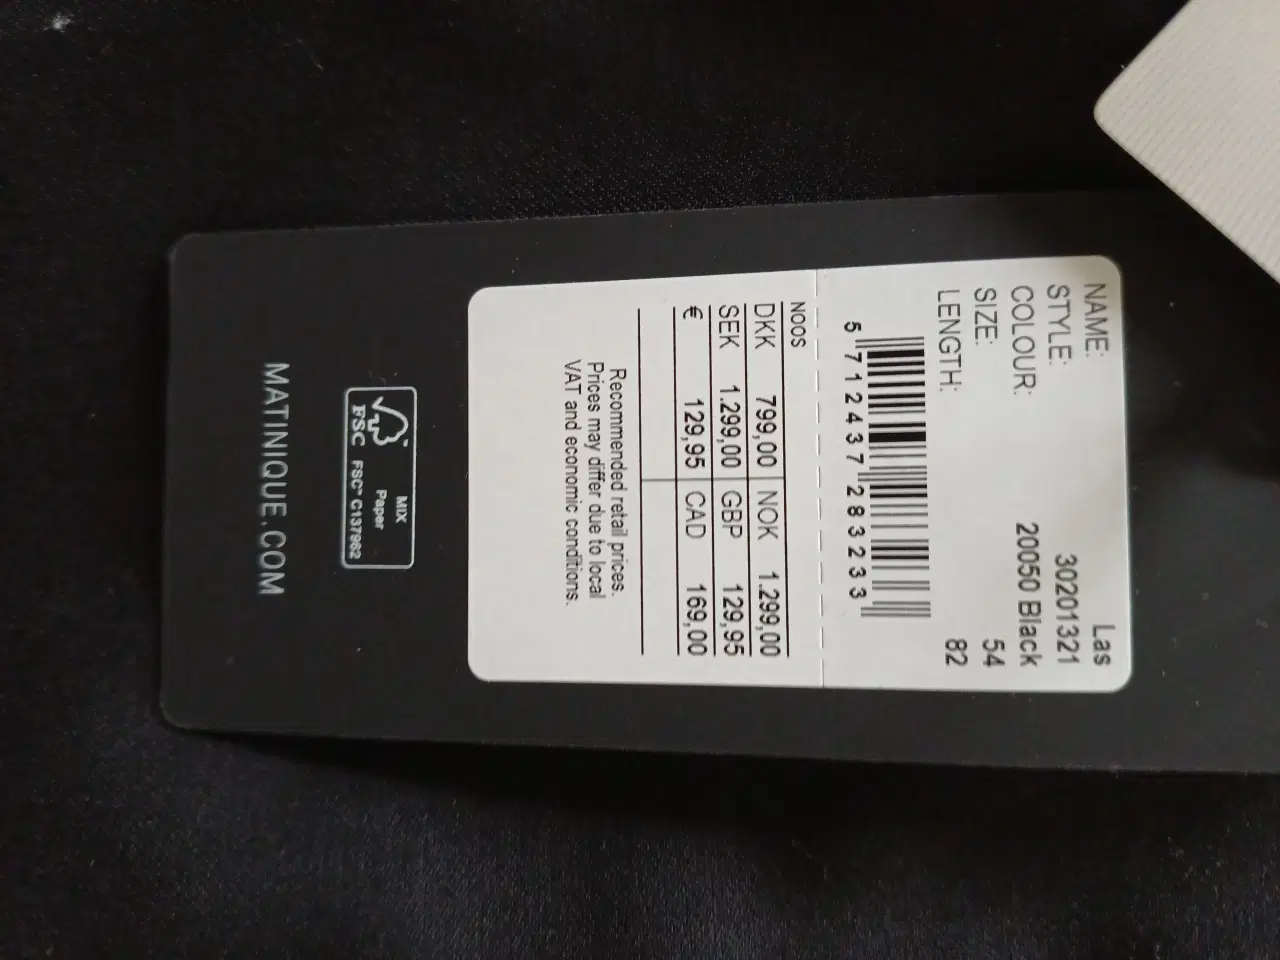 NAME: Las
STYLE: 30201321
COLOUR: 20050 Black
SIZE: 54
LENGTH: 82
5 712437 283233
NOOS
DKK 799,00 NOK 1.299,00
SEK 1.299,00 GBP 129,95
€ 129,95 CAD 169,00
Recommended retail prices.
Prices may differ due to local
VAT and economic conditions.
MIX
Paper
FSC FSC® C137962
MATINIQUE.COM